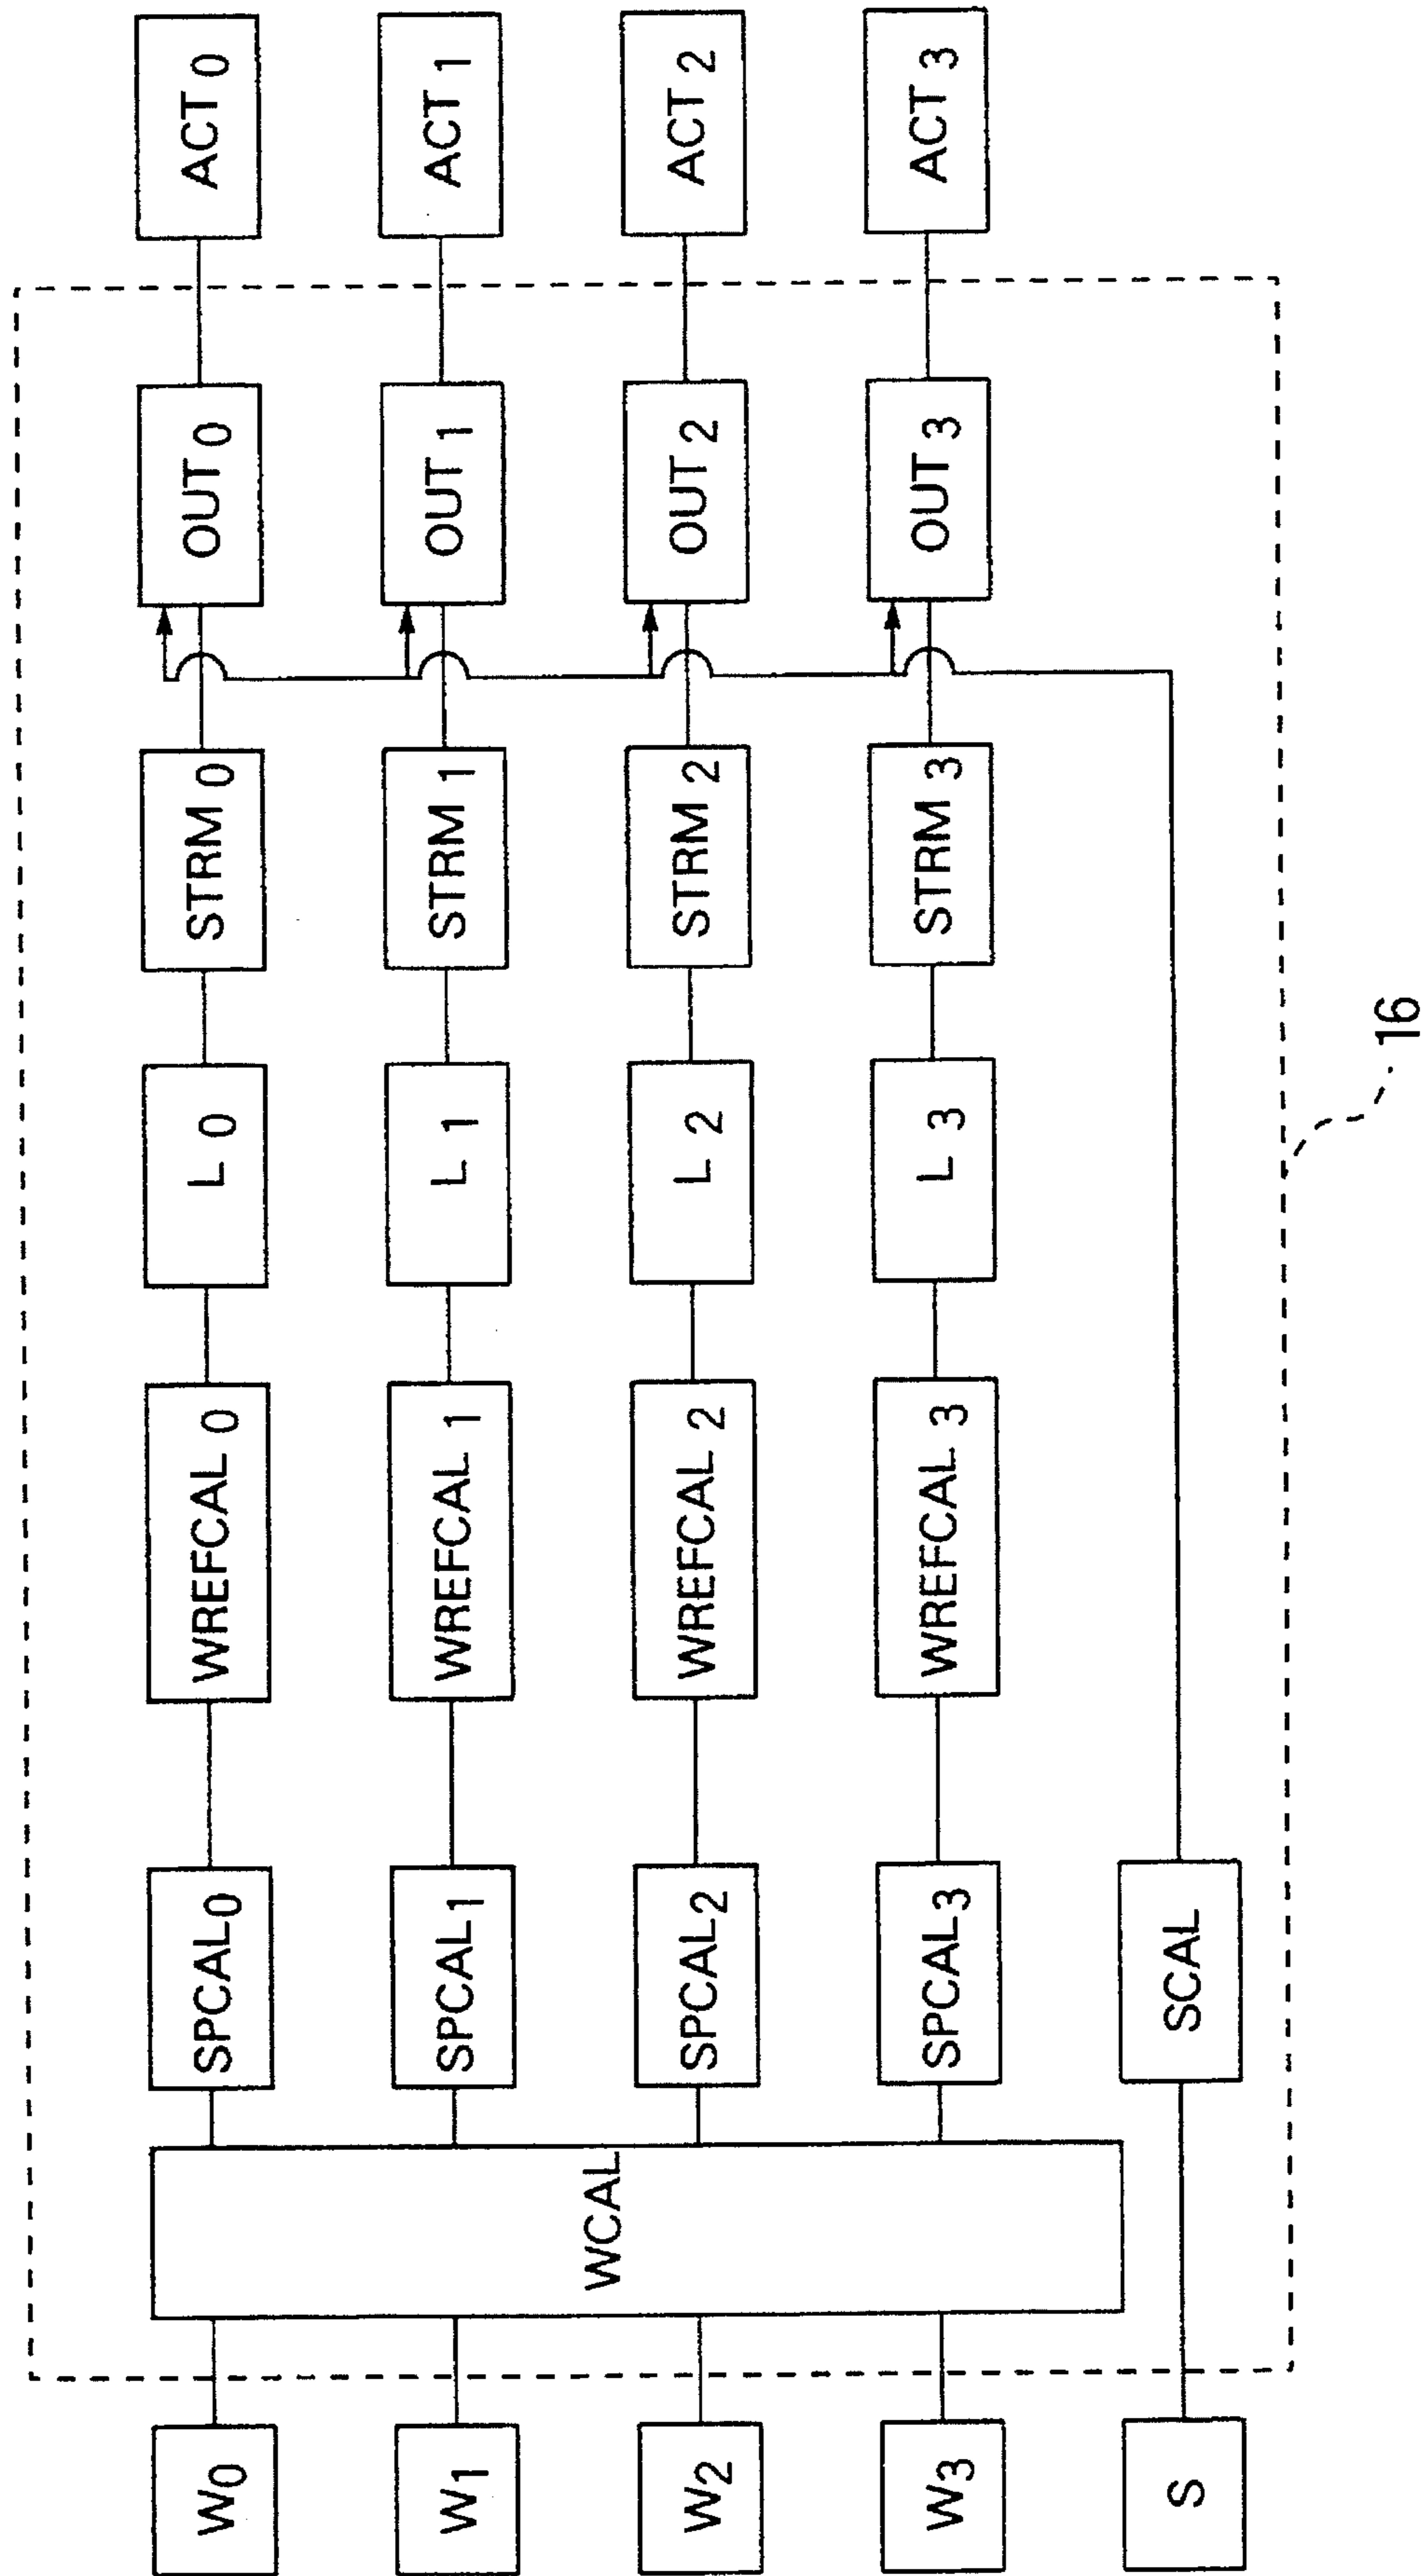 W0
W1
W2
W3
S
WCAL
SPCAL0
SPCAL1
SPCAL2
SPCAL3
SCAL
WREFCAL 0
WREFCAL 1
WREFCAL 2
WREFCAL 3
L 0
L 1
L 2
L 3
STRM 0
STRM 1
STRM 2
STRM 3
OUT 0
OUT 1
OUT 2
OUT 3
ACT 0
ACT 1
ACT 2
ACT 3
16